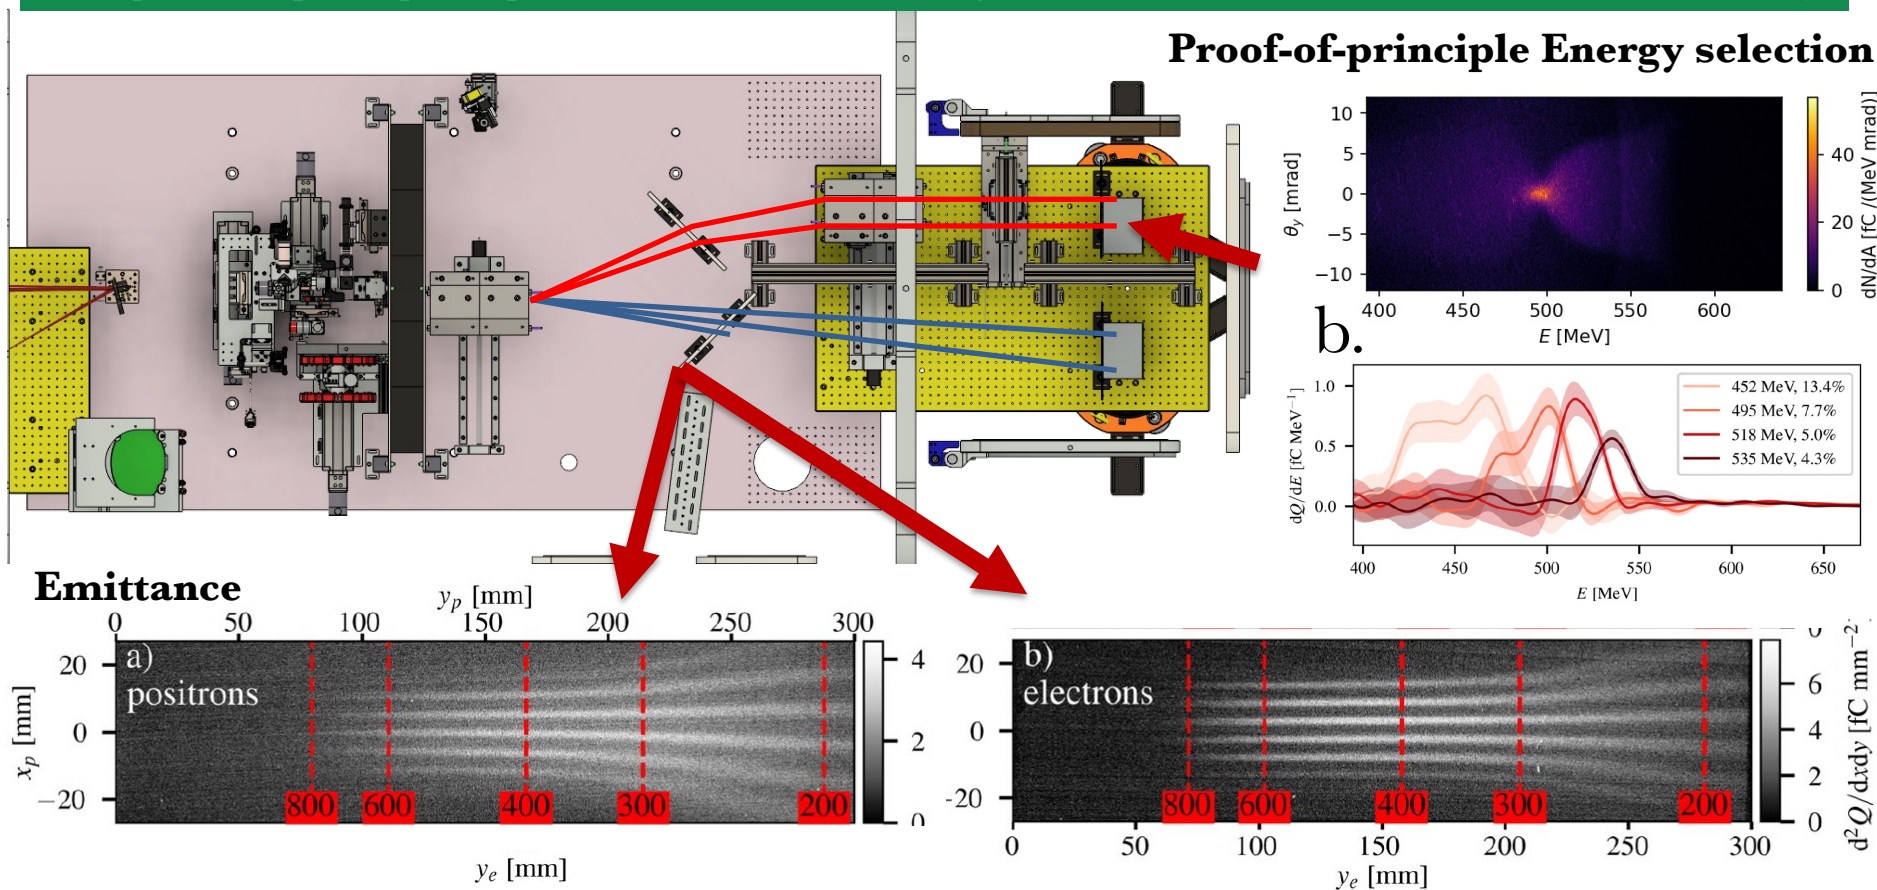 Proof-of-principle Energy selection
10
5
0
−5
−10
θy [mrad]
400
450
500
550
600
E [MeV]
40
20
0
dN/dA [fC /(MeV mrad)]
b.
1.0
0.5
0.0
dQ/dE [fC MeV−1]
452 MeV, 13.4%
495 MeV, 7.7%
518 MeV, 5.0%
535 MeV, 4.3%
400
450
500
550
600
650
E [MeV]
Emittance
yp [mm]
0
50
100
150
200
250
300
a)
positrons
20
0
−20
xp [mm]
800
600
400
300
200
4
2
0
ye [mm]
b)
electrons
20
0
-20
800
600
400
300
200
0
50
100
150
200
250
300
ye [mm]
6
4
2
0
d2Q/dxdy [fC mm−2